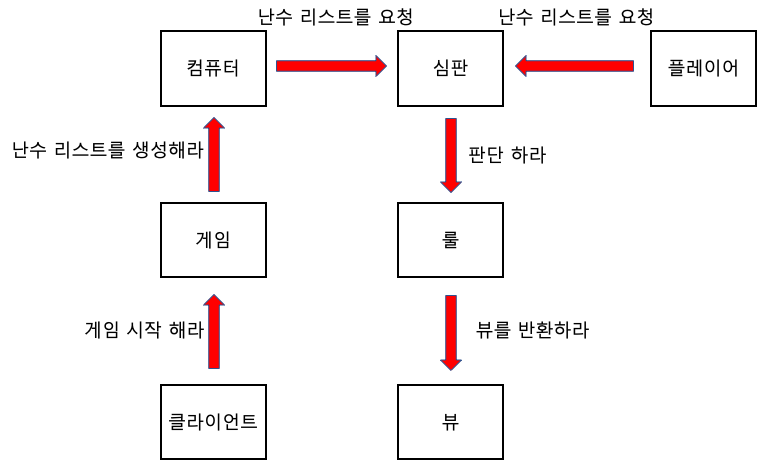 난수 리스트를 요청
난수 리스트를 요청
컴퓨터
심판
플레이어
난수 리스트를 생성해라
판단 하라
게임
룰
게임 시작 해라
뷰를 반환하라
클라이언트
뷰